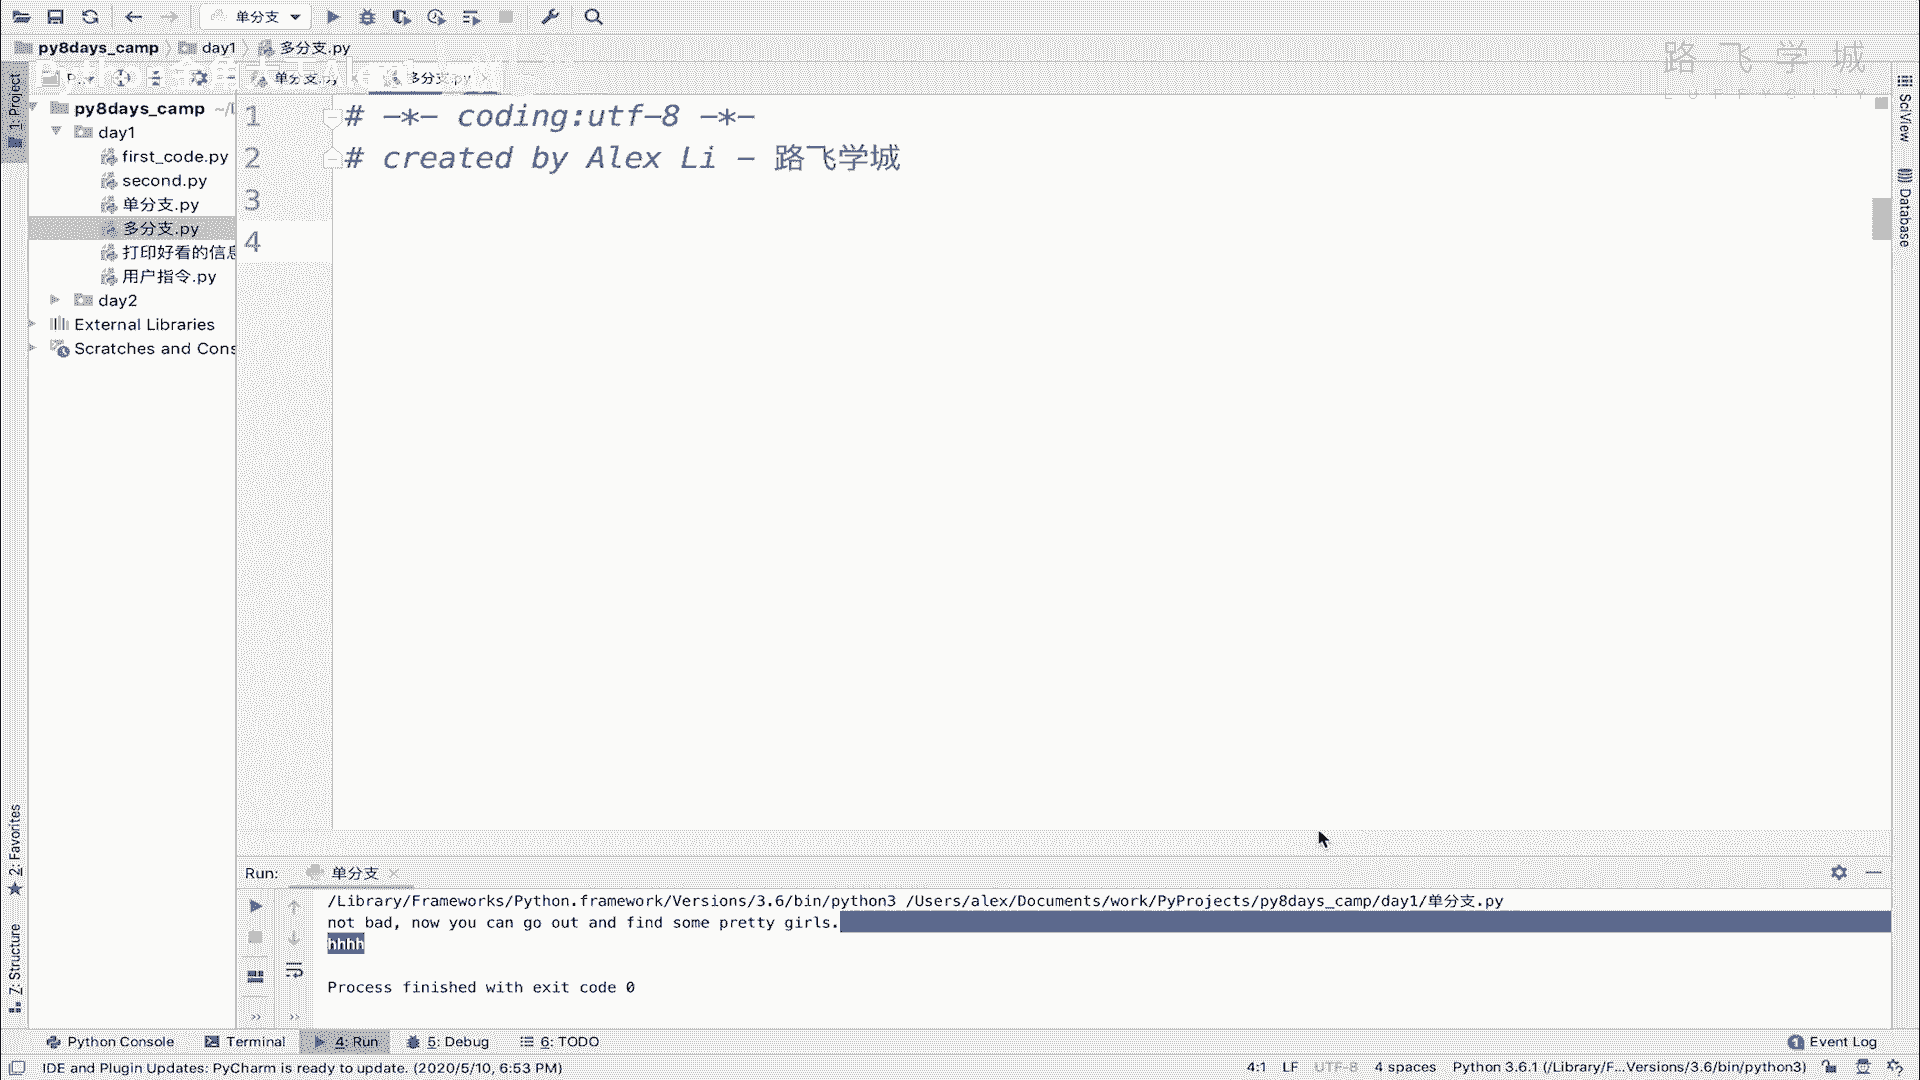 单分支
py8days_camp
day1
多分支.py
路飞学城
LUFFYCITY
单分支
多分支.py
1: Project
py8days_camp
day1
first_code.py
second.py
单分支.py
多分支.py
打印好看的信息
用户指令.py
day2
External Libraries
Scratches and Cons
1 # -*- coding:utf-8 -*-
2 # created by Alex Li - 路飞学城
3
4
SciView
Database
2: Favorites
Z: Structure
Run:
单分支
/Library/Frameworks/Python.framework/Versions/3.6/bin/python3 /Users/alex/Documents/work/PyProjects/py8days_camp/day1/单分支.py
not bad, now you can go out and find some pretty girls.
hhhh
Process finished with exit code 0
Python Console
Terminal
4: Run
5: Debug
6: TODO
1 Event Log
IDE and Plugin Updates: PyCharm is ready to update. (2020/5/10, 6:53 PM)
4:1
LF
UTF-8
4 spaces
Python 3.6.1 (/Library/F...Versions/3.6/bin/python3)